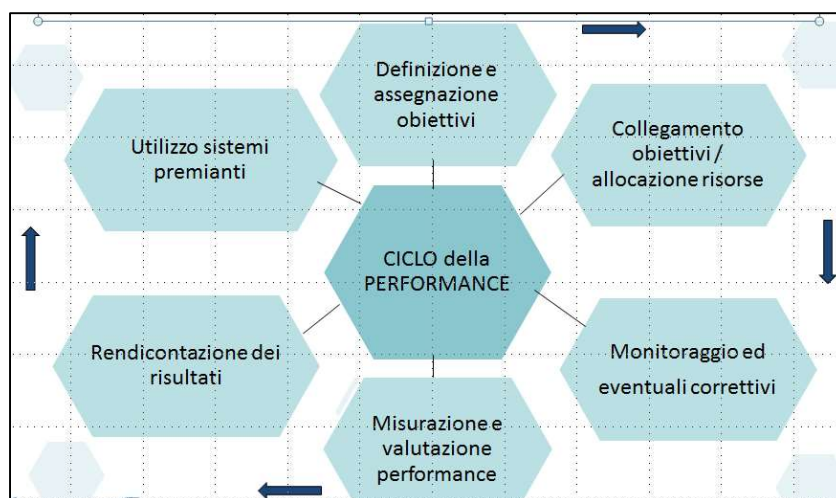 Definizione e
assegnazione
obiettivi
Collegamento
obiettivi /
allocazione risorse
Monitoraggio ed
eventuali correttivi
Misurazione e
valutazione
performance
Rendicontazione dei
risultati
Utilizzo sistemi
premianti
CICLO della
PERFORMANCE